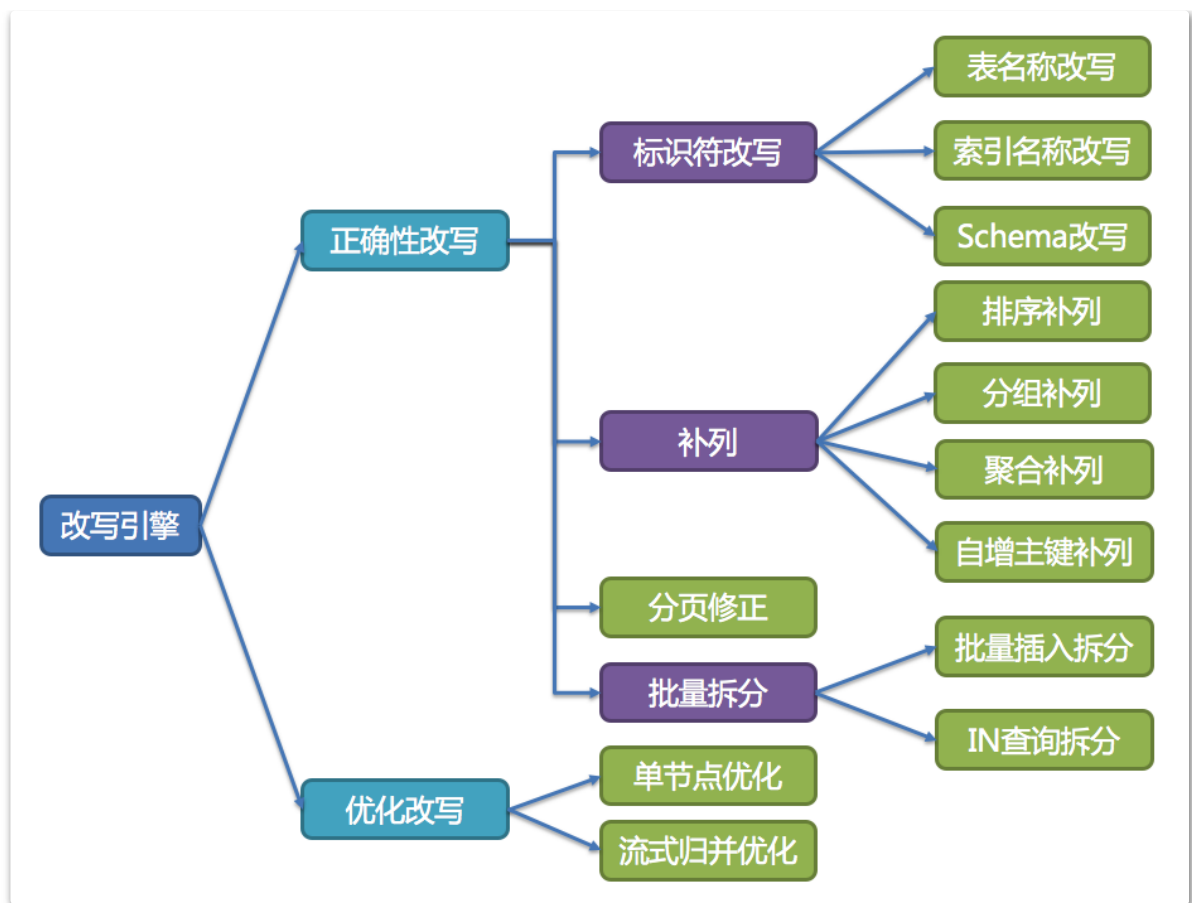 表名称改写
标识符改写
索引名称改写
正确性改写
Schema改写
排序补列
分组补列
补列
聚合补列
改写引擎
自增主键补列
分页修正
批量插入拆分
批量拆分
IN查询拆分
单节点优化
优化改写
流式归并优化